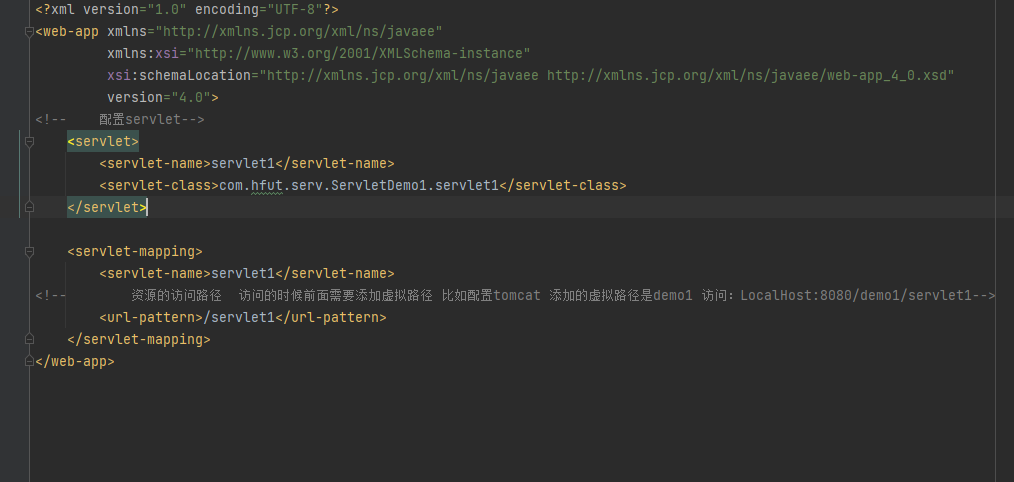 <?xml version="1.0" encoding="UTF-8"?>
<web-app xmlns="http://xmlns.jcp.org/xml/ns/javaee"
         xmlns:xsi="http://www.w3.org/2001/XMLSchema-instance"
         xsi:schemaLocation="http://xmlns.jcp.org/xml/ns/javaee http://xmlns.jcp.org/xml/ns/javaee/web-app_4_0.xsd"
         version="4.0">
<!--    配置servlet-->
    <servlet>
        <servlet-name>servlet1</servlet-name>
        <servlet-class>com.hfut.serv.ServletDemo1.servlet1</servlet-class>
    </servlet>
    <servlet-mapping>
        <servlet-name>servlet1</servlet-name>
<!--        资源的访问路径  访问的时候前面需要添加虚拟路径 比如配置tomcat 添加的虚拟路径是demo1 访问：LocalHost:8080/demo1/servlet1-->
        <url-pattern>/servlet1</url-pattern>
    </servlet-mapping>
</web-app>